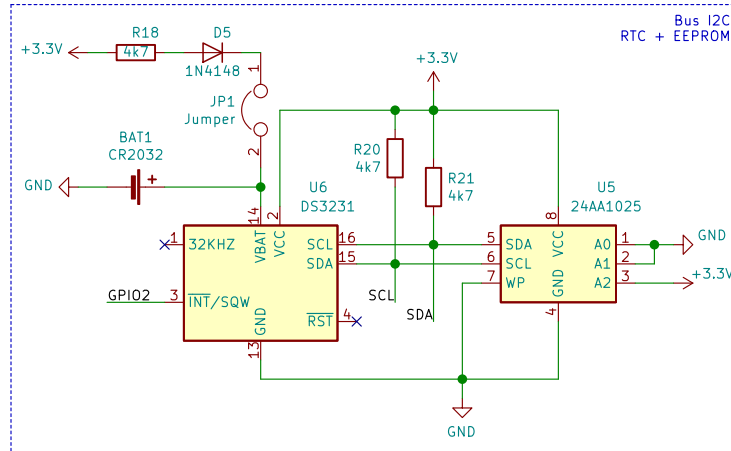 Bus I2C
RTC + EEPROM
R18
4k7
+3.3V
D5
1N4148
1
JP1
Jumper
2
+3.3V
BAT1
CR2032
+
GND
R20
4k7
R21
4k7
U6
DS3231
14
2
VBAT
VCC
1
32KHZ
SCL
16
SDA
15
GPIO2
3
INT/SQW
RST
4
GND
13
SCL
SDA
U5
24AA1025
8
VCC
5
SDA
A0
1
GND
6
SCL
A1
2
7
WP
A2
3
+3.3V
GND
4
GND